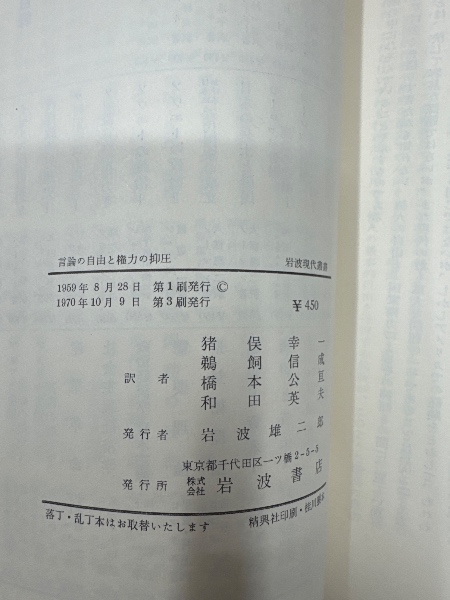 言論の自由と権力の抑圧 岩波現代叢書
1959年8月28日 第1刷発行 ©
1970年10月9日 第3刷発行
¥450
訳者
猪俣幸一
鵜飼信成
橋本公亘
和田英夫
発行者 岩波雄二郎
東京都千代田区一ツ橋2-5-5
発行所 株式会社 岩波書店
落丁・乱丁本はお取替いたします 精興社印刷・桂川製本